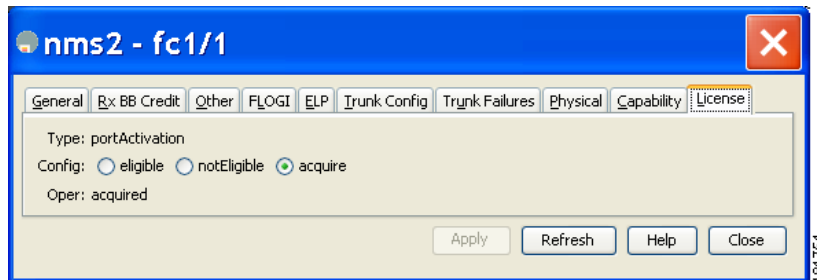 nms2 - fc1/1
General Rx BB Credit Other FLOGI ELP Trunk Config Trunk Failures Physical Capability License
Type: portActivation
Config: eligible notEligible acquire
Oper: acquired
Apply Refresh Help Close